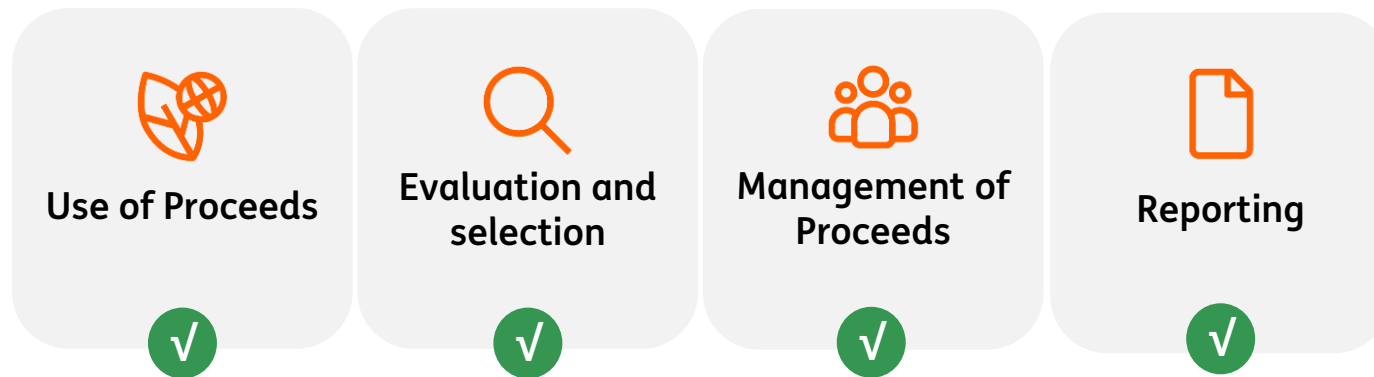 Use of Proceeds
Evaluation and
selection
Management of
Proceeds
Reporting
√
√
√
√